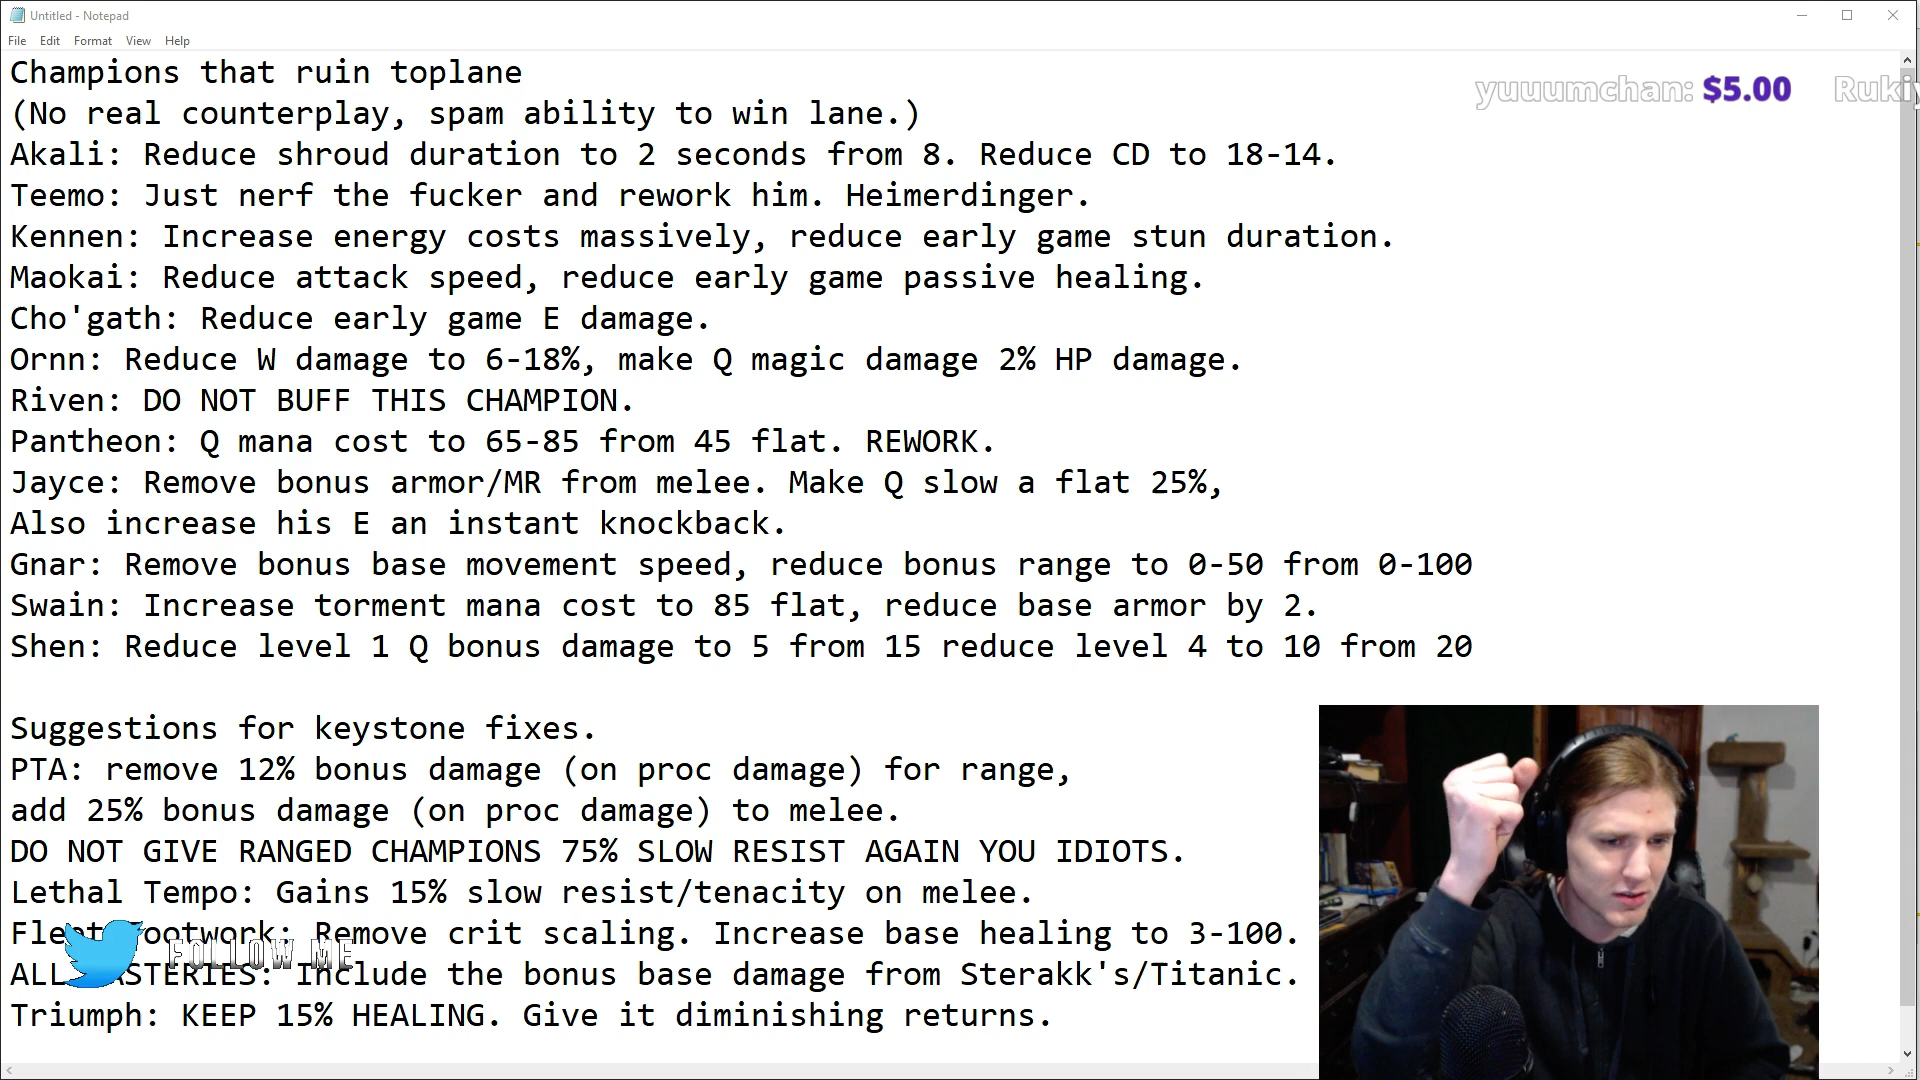 Untitled - Notepad
File Edit Format View Help
Champions that ruin toplane
(No real counterplay, spam ability to win lane.)
yuuumchan: $5.00 Ruki
Akali: Reduce shroud duration to 2 seconds from 8. Reduce CD to 18-14.
Teemo: Just nerf the fucker and rework him. Heimerdinger.
Kennen: Increase energy costs massively, reduce early game stun duration.
Maokai: Reduce attack speed, reduce early game passive healing.
Cho'gath: Reduce early game E damage.
Ornn: Reduce W damage to 6-18%, make Q magic damage 2% HP damage.
Riven: DO NOT BUFF THIS CHAMPION.
Pantheon: Q mana cost to 65-85 from 45 flat. REWORK.
Jayce: Remove bonus armor/MR from melee. Make Q slow a flat 25%,
Also increase his E an instant knockback.
Gnar: Remove bonus base movement speed, reduce bonus range to 0-50 from 0-100
Swain: Increase torment mana cost to 85 flat, reduce base armor by 2.
Shen: Reduce level 1 Q bonus damage to 5 from 15 reduce level 4 to 10 from 20
Suggestions for keystone fixes.
PTA: remove 12% bonus damage (on proc damage) for range,
add 25% bonus damage (on proc damage) to melee.
DO NOT GIVE RANGED CHAMPIONS 75% SLOW RESIST AGAIN YOU IDIOTS.
Lethal Tempo: Gains 15% slow resist/tenacity on melee.
Fleet Footwork: Remove crit scaling. Increase base healing to 3-100.
FOLLOW ME
ALL MASTERIES: Include the bonus base damage from Sterakk's/Titanic.
Triumph: KEEP 15% HEALING. Give it diminishing returns.